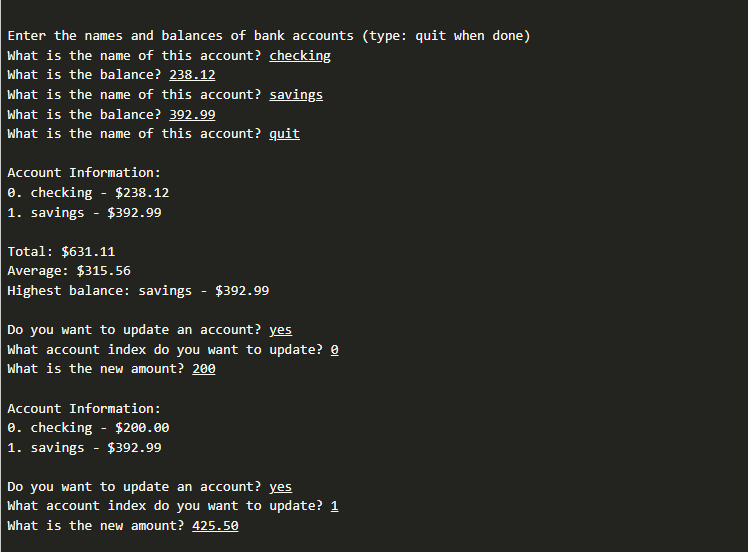 Enter the names and balances of bank accounts (type: quit when done)
What is the name of this account? checking
What is the balance? 238.12
What is the name of this account? savings
What is the balance? 392.99
What is the name of this account? quit
Account Information:
0. checking - $238.12
1. savings - $392.99
Total: $631.11
Average: $315.56
Highest balance: savings - $392.99
Do you want to update an account? yes
What account index do you want to update? 0
What is the new amount? 200
Account Information:
0. checking - $200.00
1. savings - $392.99
Do you want to update an account? yes
What account index do you want to update? 1
What is the new amount? 425.50